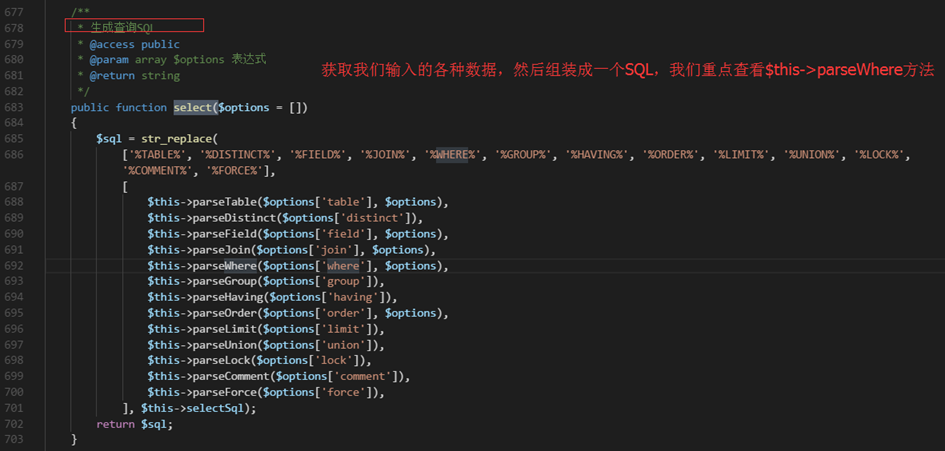 677 /**
678 * 生成查询SQL
679 * @access public
680 * @param array $options 表达式
681 * @return string
682 */
获取我们输入的各种数据，然后组装成一个SQL，我们重点查看$this->parseWhere方法
683 public function select($options = [])
684 {
685 $sql = str_replace(
686 ['%TABLE%', '%DISTINCT%', '%FIELD%', '%JOIN%', '%WHERE%', '%GROUP%', '%HAVING%', '%ORDER%', '%LIMIT%', '%UNION%', '%LOCK%',
'%COMMENT%', '%FORCE%'],
687 [
688 $this->parseTable($options['table'], $options),
689 $this->parseDistinct($options['distinct']),
690 $this->parseField($options['field'], $options),
691 $this->parseJoin($options['join'], $options),
692 $this->parseWhere($options['where'], $options),
693 $this->parseGroup($options['group']),
694 $this->parseHaving($options['having']),
695 $this->parseOrder($options['order'], $options),
696 $this->parseLimit($options['limit']),
697 $this->parseUnion($options['union']),
698 $this->parseLock($options['lock']),
699 $this->parseComment($options['comment']),
700 $this->parseForce($options['force']),
701 ], $this->selectSql);
702 return $sql;
703 }